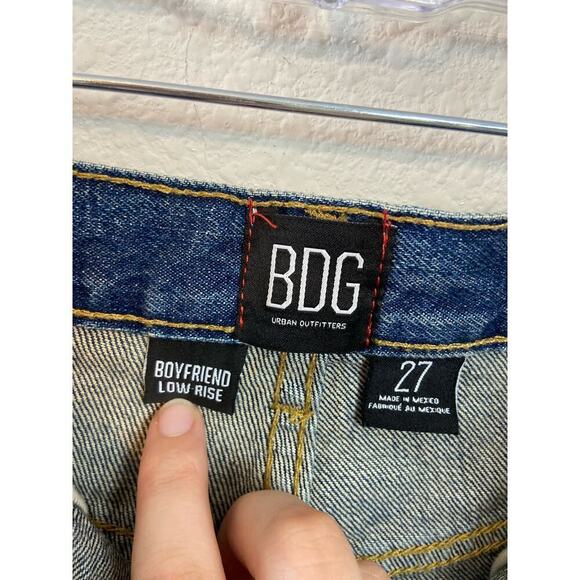 BDG
URBAN OUTFITTERS
BOYFRIEND
LOW RISE
27
MADE IN MEXICO
FABRIQUÉ AU MEXIQUE